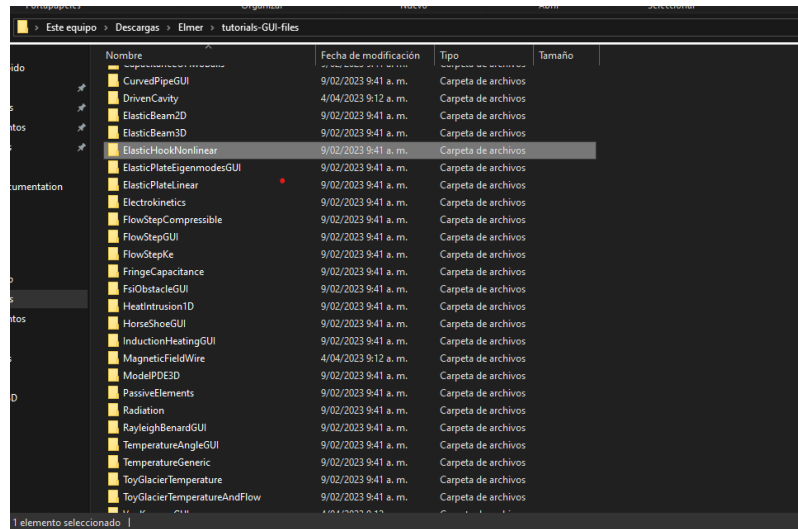 Portapapeles Organizar Nuevo Abrir Seleccionar
Este equipo > Descargas > Elmer > tutorials-GUI-files
Nombre Fecha de modificación Tipo Tamaño
ido
CurvedPipeGUI 9/02/2023 9:41 a. m. Carpeta de archivos
DrivenCavity 4/04/2023 9:12 a. m. Carpeta de archivos
s ElasticBeam2D 9/02/2023 9:41 a. m. Carpeta de archivos
ntos ElasticBeam3D 9/02/2023 9:41 a. m. Carpeta de archivos
ElasticHookNonlinear 9/02/2023 9:41 a. m. Carpeta de archivos
ElasticPlateEigenmodesGUI 9/02/2023 9:41 a. m. Carpeta de archivos
cumentation ElasticPlateLinear 9/02/2023 9:41 a. m. Carpeta de archivos
Electrokinetics 9/02/2023 9:41 a. m. Carpeta de archivos
FlowStepCompressible 9/02/2023 9:41 a. m. Carpeta de archivos
FlowStepGUI 9/02/2023 9:41 a. m. Carpeta de archivos
FlowStepKe 9/02/2023 9:41 a. m. Carpeta de archivos
FringeCapacitance 9/02/2023 9:41 a. m. Carpeta de archivos
FsiObstacleGUI 9/02/2023 9:41 a. m. Carpeta de archivos
s HeatIntrusion1D 9/02/2023 9:41 a. m. Carpeta de archivos
ntos HorseShoeGUI 9/02/2023 9:41 a. m. Carpeta de archivos
InductionHeatingGUI 9/02/2023 9:41 a. m. Carpeta de archivos
MagneticFieldWire 4/04/2023 9:12 a. m. Carpeta de archivos
ModelPDE3D 9/02/2023 9:41 a. m. Carpeta de archivos
D PassiveElements 9/02/2023 9:41 a. m. Carpeta de archivos
Radiation 9/02/2023 9:41 a. m. Carpeta de archivos
RayleighBenardGUI 9/02/2023 9:41 a. m. Carpeta de archivos
TemperatureAngleGUI 9/02/2023 9:41 a. m. Carpeta de archivos
TemperatureGeneric 9/02/2023 9:41 a. m. Carpeta de archivos
ToyGlacierTemperature 9/02/2023 9:41 a. m. Carpeta de archivos
ToyGlacierTemperatureAndFlow 9/02/2023 9:41 a. m. Carpeta de archivos
1 elemento seleccionado